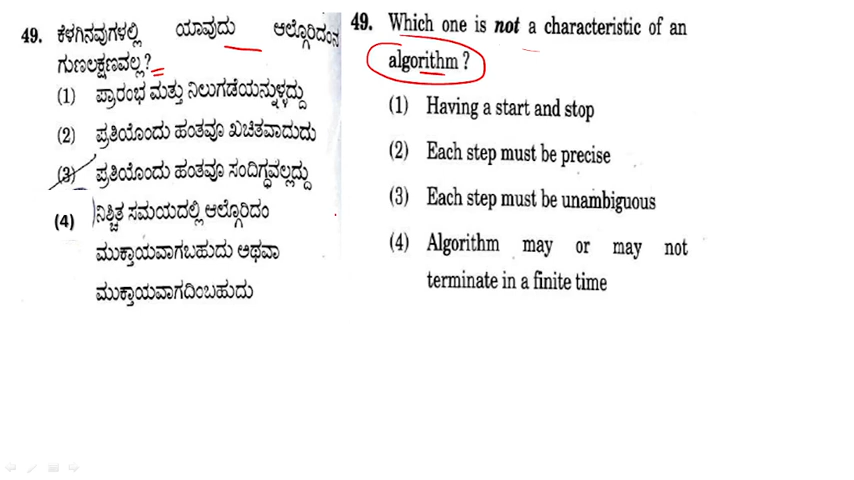 49. ಕೆಳಗಿನವುಗಳಲ್ಲಿ ಯಾವುದು ಆಲ್ಗೊರಿದಂನ
ಗುಣಲಕ್ಷಣವಲ್ಲ?
(1) ಪ್ರಾರಂಭ ಮತ್ತು ನಿಲುಗಡೆಯನ್ನುಳ್ಳದ್ದು
(2) ಪ್ರತಿಯೊಂದು ಹಂತವೂ ಖಚಿತವಾದುದು
(3) ಪ್ರತಿಯೊಂದು ಹಂತವೂ ಸಂದಿಗ್ಧವಲ್ಲದ್ದು
(4) ನಿಶ್ಚಿತ ಸಮಯದಲ್ಲಿ ಆಲ್ಗೊರಿದಂ
ಮುಕ್ತಾಯವಾಗಬಹುದು ಅಥವಾ
ಮುಕ್ತಾಯವಾಗದಿಂಬಹುದು
49. Which one is not a characteristic of an
algorithm ?
(1) Having a start and stop
(2) Each step must be precise
(3) Each step must be unambiguous
(4) Algorithm may or may not
terminate in a finite time